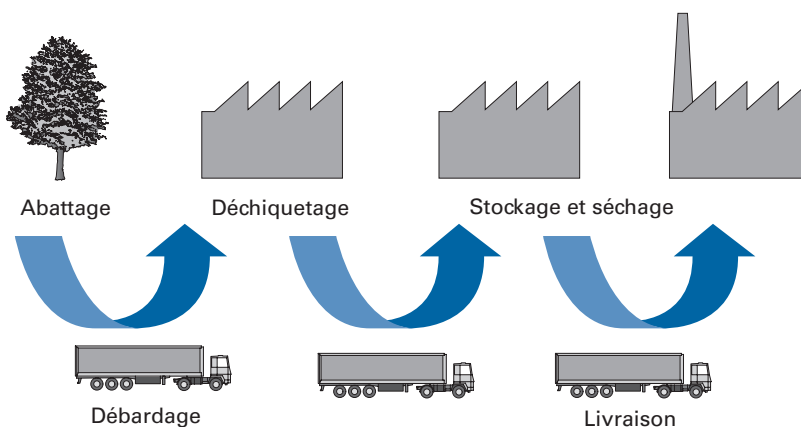 Abattage
Déchiquetage
Stockage et séchage
Débardage
Livraison